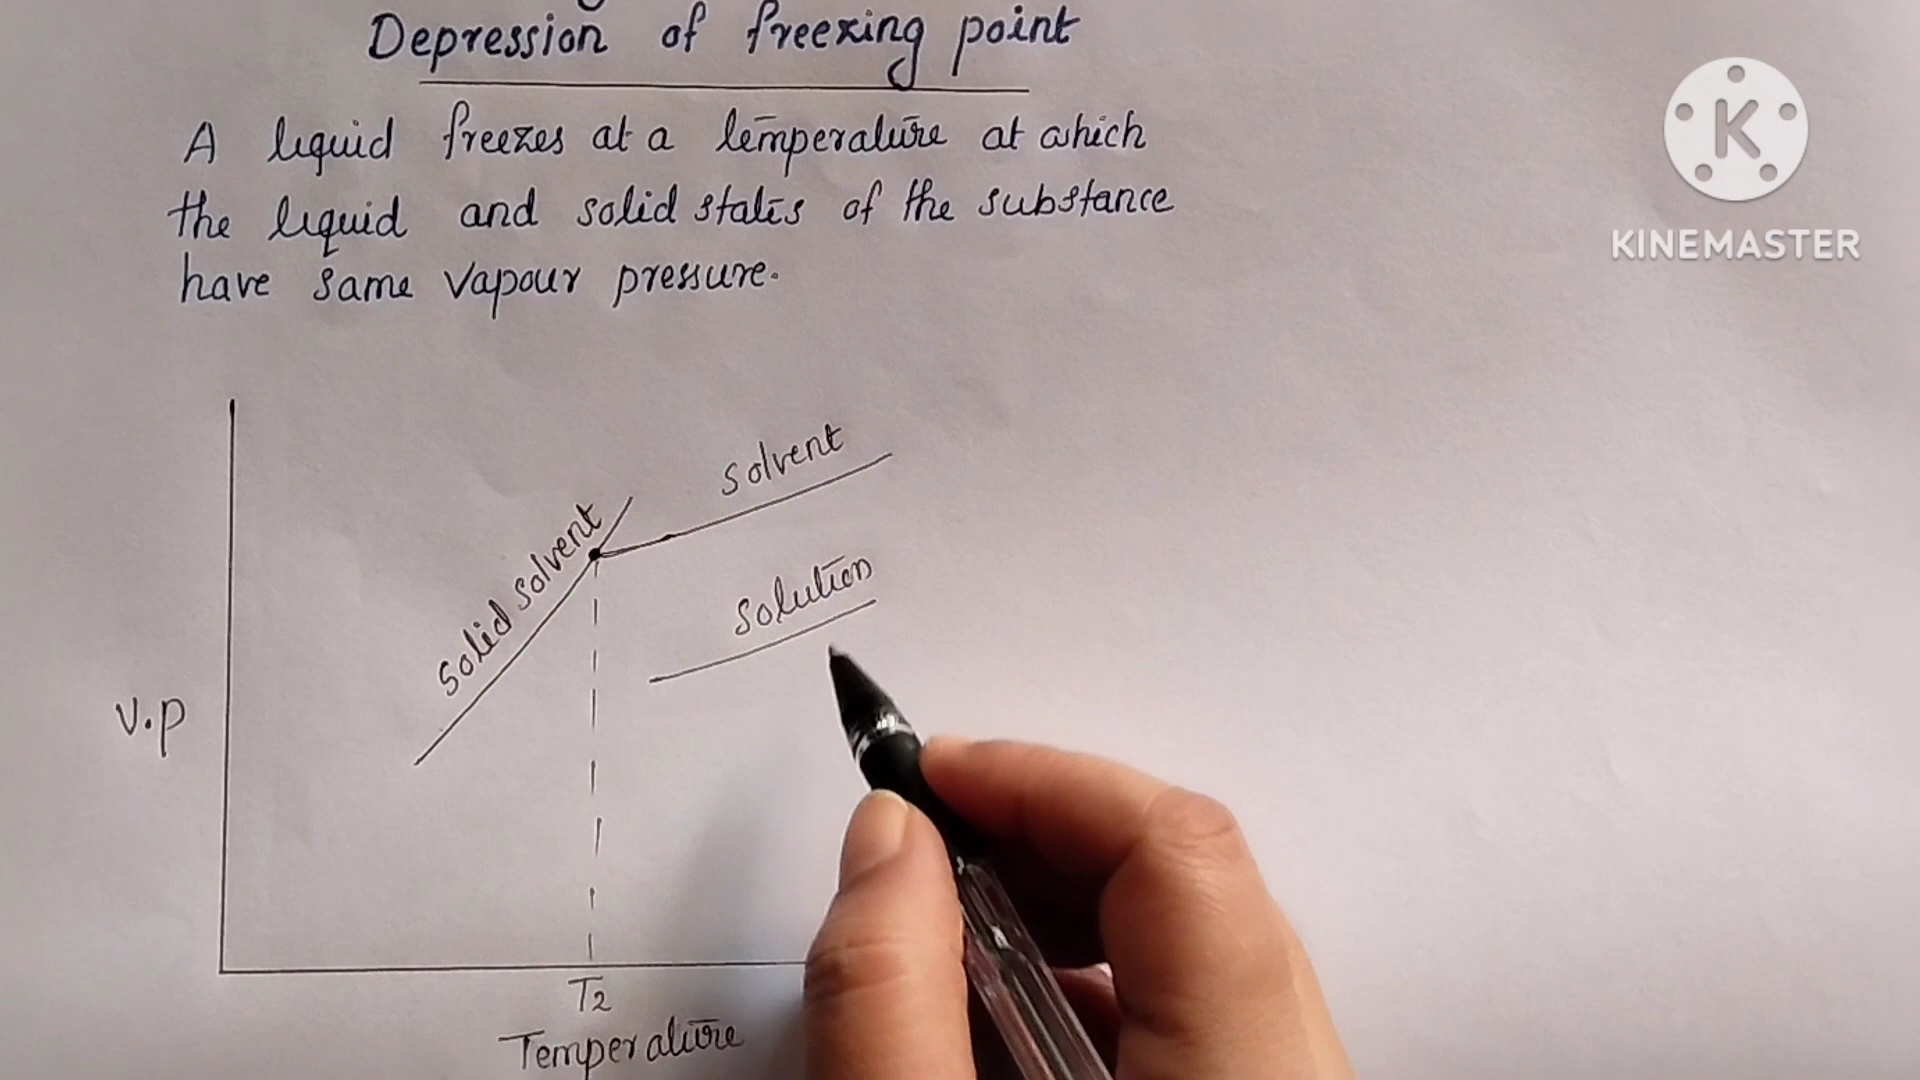 Depression of freezing point
A liquid freezes at a temperature at which
the liquid and solid states of the substance
have same vapour pressure.
K
KINEMASTER
solvent
solid solvent
solution
V.p
T2
Temperature